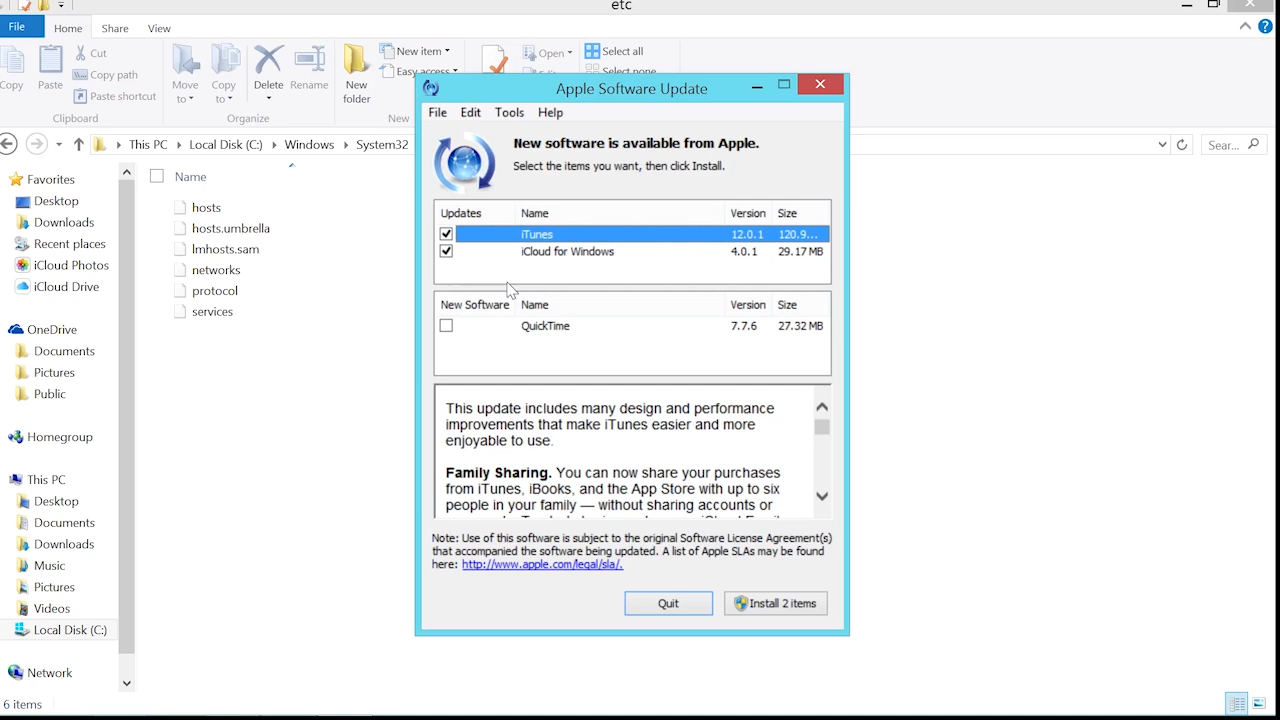 etc
File Home Share View
Copy Paste Cut Copy path Paste shortcut
Clipboard
Move to Copy to Delete Rename
Organize
New folder New item
New
Open
Select all
Select none
This PC Local Disk (C:) Windows System32
Sear...
Favorites
Desktop
Downloads
Recent places
iCloud Photos
iCloud Drive
OneDrive
Documents
Pictures
Public
Homegroup
This PC
Desktop
Documents
Downloads
Music
Pictures
Videos
Local Disk (C:)
Network
6 items
Name
hosts
hosts.umbrella
lmhosts.sam
networks
protocol
services
Apple Software Update
File Edit Tools Help
New software is available from Apple.
Select the items you want, then click Install.
Updates Name Version Size
iTunes 12.0.1 120.9...
iCloud for Windows 4.0.1 29.17 MB
New Software Name Version Size
QuickTime 7.7.6 27.32 MB
This update includes many design and performance
improvements that make iTunes easier and more
enjoyable to use.
Family Sharing. You can now share your purchases
from iTunes, iBooks, and the App Store with up to six
people in your family — without sharing accounts or
Note: Use of this software is subject to the original Software License Agreement(s)
that accompanied the software being updated. A list of Apple SLAs may be found
here: http://www.apple.com/legal/sla/.
Quit Install 2 items